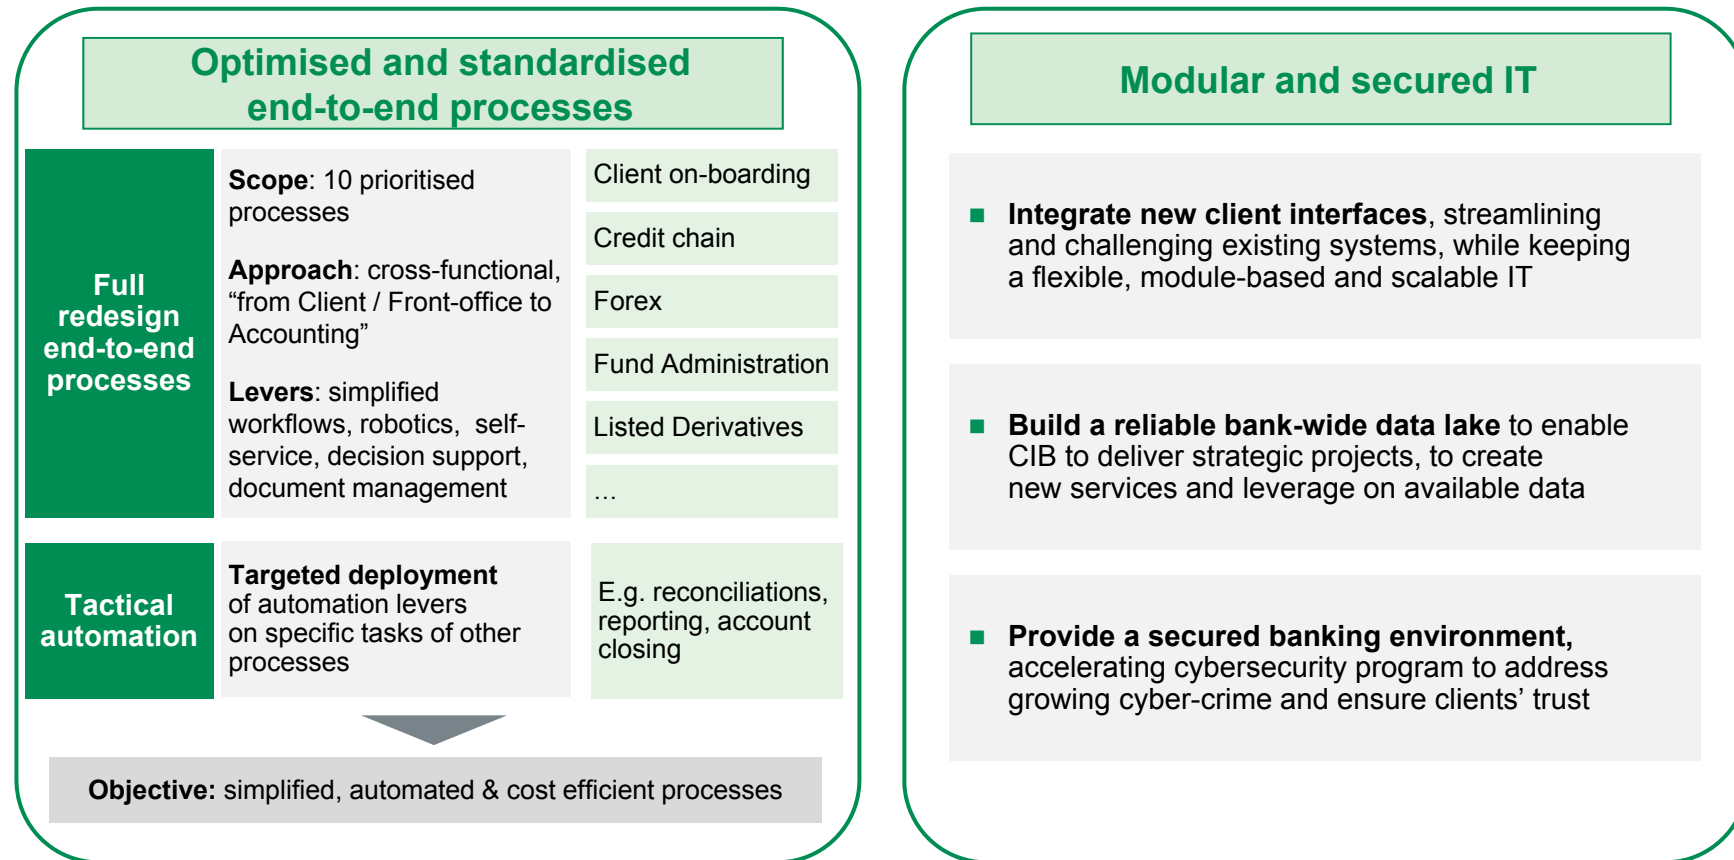 Optimised and standardised
end-to-end processes
Full
redesign
end-to-end
processes
Scope: 10 prioritised
processes
Approach: cross-functional,
“from Client / Front-office to
Accounting”
Levers: simplified
workflows, robotics, self-
service, decision support,
document management
Client on-boarding
Credit chain
Forex
Fund Administration
Listed Derivatives
...
Tactical
automation
Targeted deployment
of automation levers
on specific tasks of other
processes
E.g. reconciliations,
reporting, account
closing
Objective: simplified, automated & cost efficient processes
Modular and secured IT
■ Integrate new client interfaces, streamlining
and challenging existing systems, while keeping
a flexible, module-based and scalable IT
■ Build a reliable bank-wide data lake to enable
CIB to deliver strategic projects, to create
new services and leverage on available data
■ Provide a secured banking environment,
accelerating cybersecurity program to address
growing cyber-crime and ensure clients’ trust